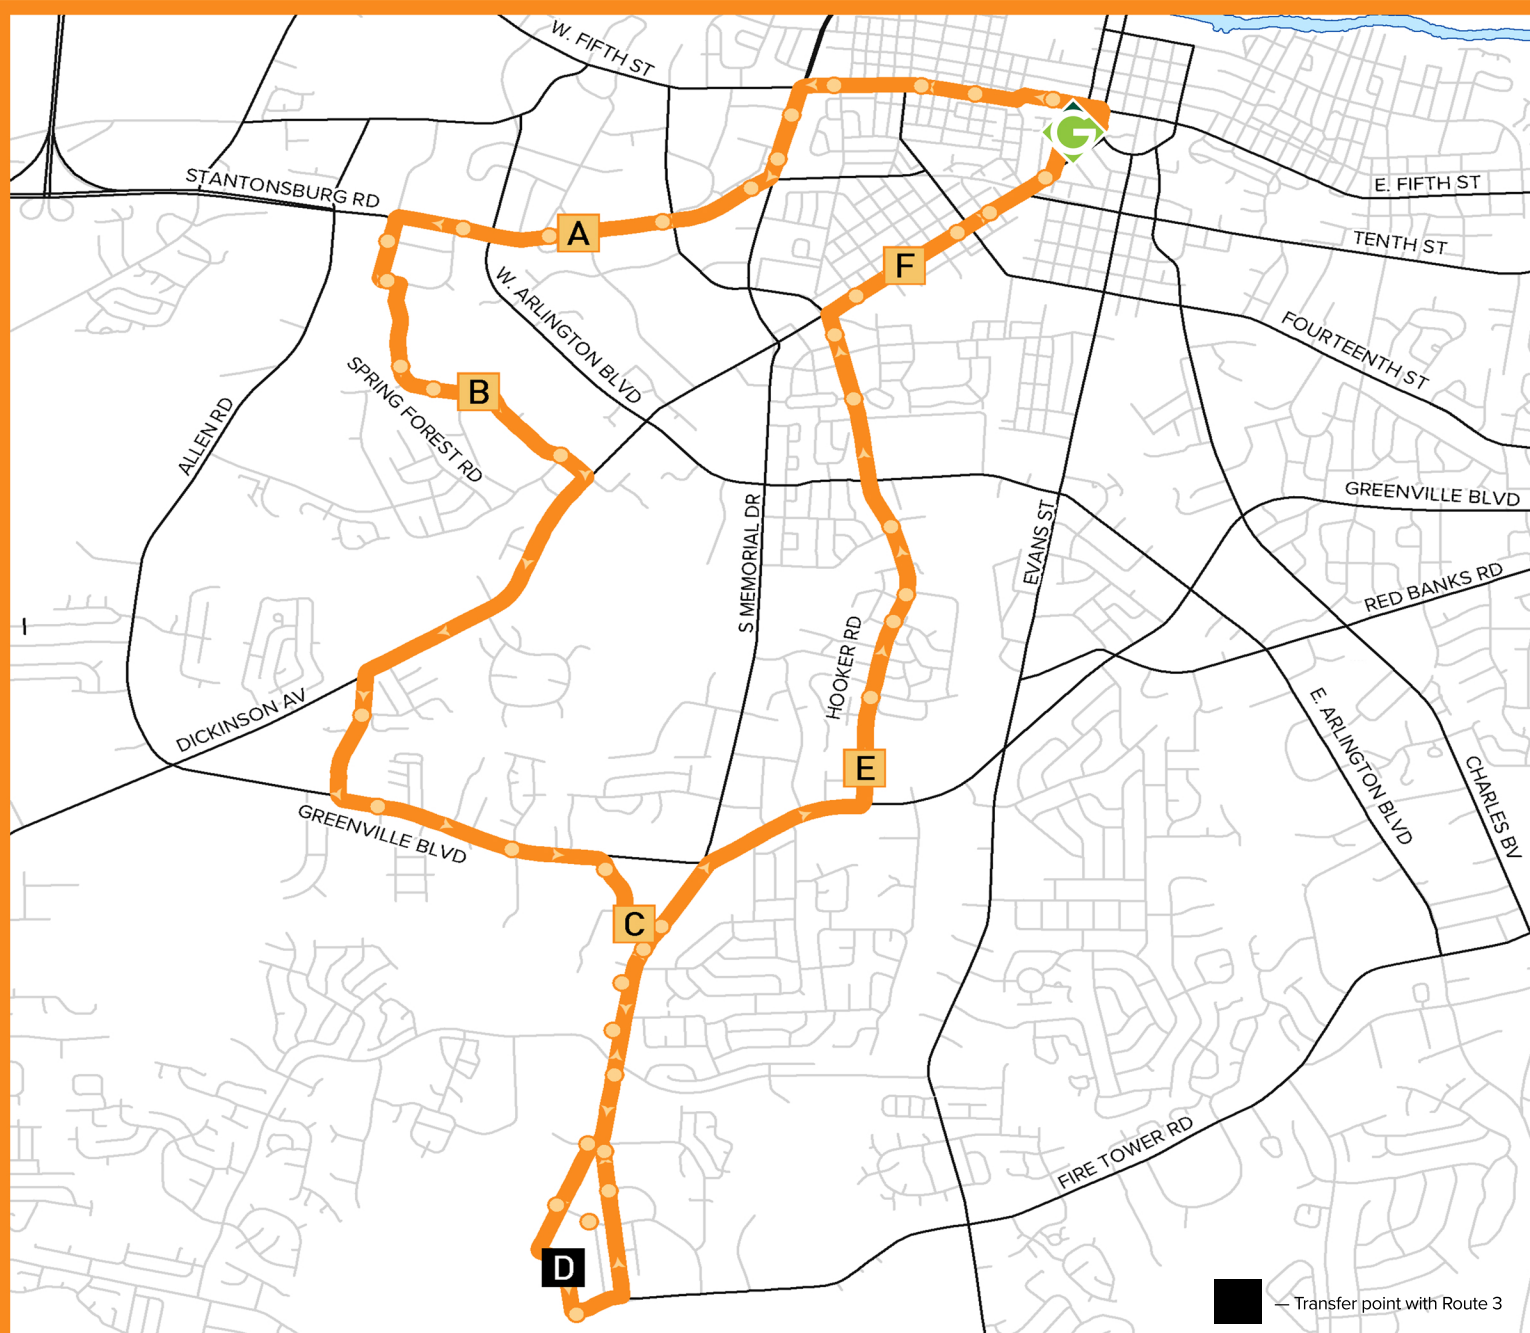 W. FIFTH ST
G
E. FIFTH ST
STANTONSBURG RD
A
TENTH ST
F
W. ARLINGTON BLVD
FOURTEENTH ST
SPRING FOREST RD
B
ALLEN RD
GREENVILLE BLVD
S MEMORIAL DR
EVANS ST
RED BANKS RD
HOOKER RD
DICKINSON AV
E. ARLINGTON BLVD
E
CHARLES BV
GREENVILLE BLVD
C
FIRE TOWER RD
D
— Transfer point with Route 3